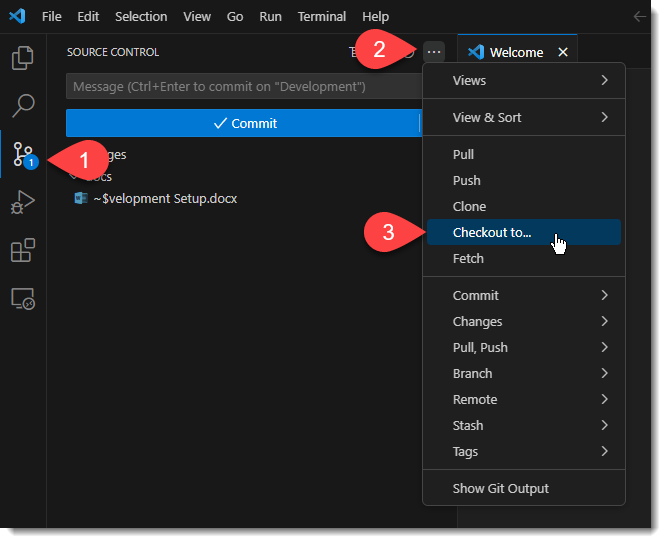 File Edit Selection View Go Run Terminal Help
SOURCE CONTROL
2
...
Welcome
Message (Ctrl+Enter to commit on "Development")
Commit
1
1
~$velopment Setup.docx
Views
View & Sort
Pull
Push
Clone
3
Checkout to...
Fetch
Commit
Changes
Pull, Push
Branch
Remote
Stash
Tags
Show Git Output